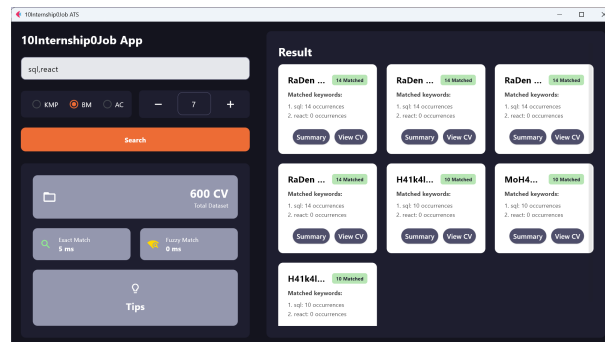 10Internship0Job ATS
10Internship0Job App
sql,react
KMP BM AC
− 7 +
Search
600 CV
Total Dataset
Exact Match
5 ms
Fuzzy Match
0 ms
Tips
Result
RaDen ... 14 Matched
Matched keywords:
1. sql: 14 occurrences
2. react: 0 occurrences
Summary View CV
RaDen ... 14 Matched
Matched keywords:
1. sql: 14 occurrences
2. react: 0 occurrences
Summary View CV
RaDen ... 14 Matched
Matched keywords:
1. sql: 14 occurrences
2. react: 0 occurrences
Summary View CV
RaDen ... 14 Matched
Matched keywords:
1. sql: 14 occurrences
2. react: 0 occurrences
Summary View CV
H41k4l... 10 Matched
Matched keywords:
1. sql: 10 occurrences
2. react: 0 occurrences
Summary View CV
MoH4... 10 Matched
Matched keywords:
1. sql: 10 occurrences
2. react: 0 occurrences
Summary View CV
H41k4l... 10 Matched
Matched keywords:
1. sql: 10 occurrences
2. react: 0 occurrences